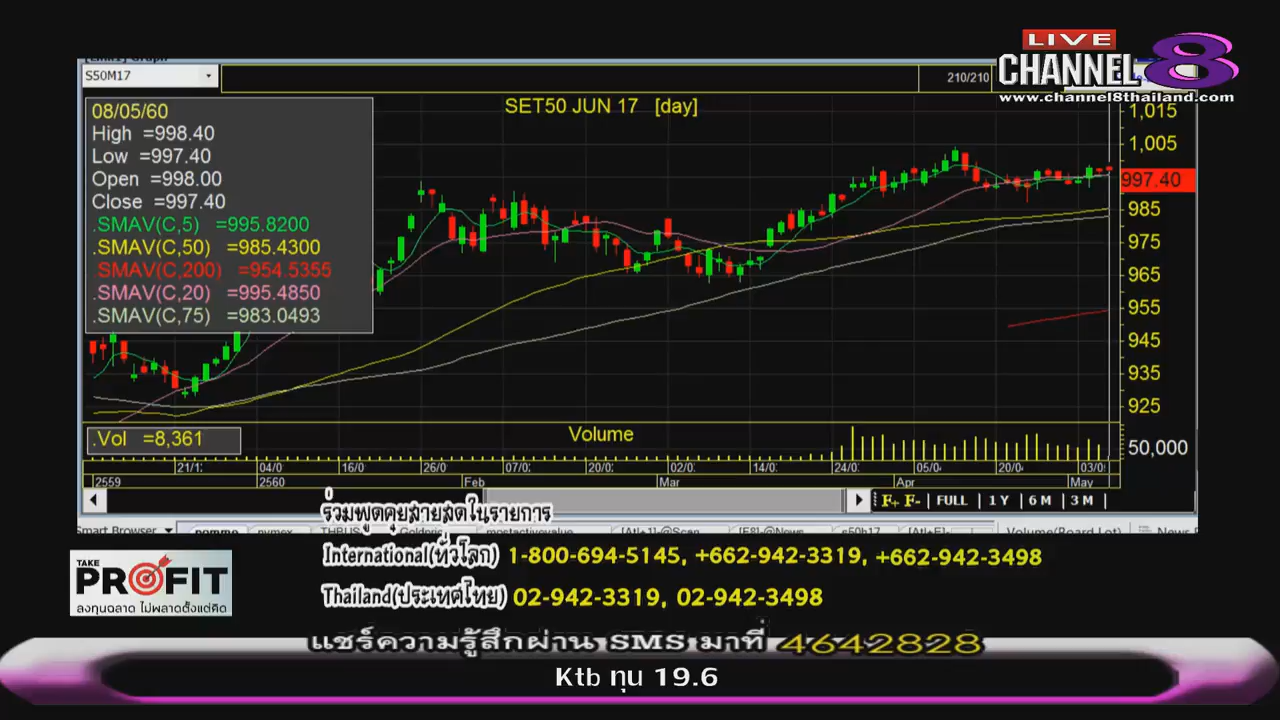 LIVE
CHANNEL 8
www.channel8thailand.com
S50M17
210/210
SET50 JUN 17 [day]
08/05/60
High =998.40
Low =997.40
Open =998.00
Close =997.40
.SMAV(C,5) =995.8200
.SMAV(C,50) =985.4300
.SMAV(C,200) =954.5355
.SMAV(C,20) =995.4850
.SMAV(C,75) =983.0493
1,015
1,005
997.40
985
975
965
955
945
935
925
.Vol =8,361
Volume
50,000
21/1 04/0 16/0 26/0 07/0 20/0 02/0 14/0 24/0 05/0 20/0 03/0
2559 2560 Feb Mar Apr May
F+ F- FULL 1 Y 6 M 3 M
ร่วมพูดคุยสายสดในรายการ
International(ทั่วโลก) 1-800-694-5145, +662-942-3319, +662-942-3498
Thailand(ประเทศไทย) 02-942-3319, 02-942-3498
TAKE
PROFIT
ลงทุนฉลาด ไม่พลาดตั้งแต่คิด
แชร์ความรู้สึกผ่าน SMS มาที่ 4642828
Ktb ทุน 19.6